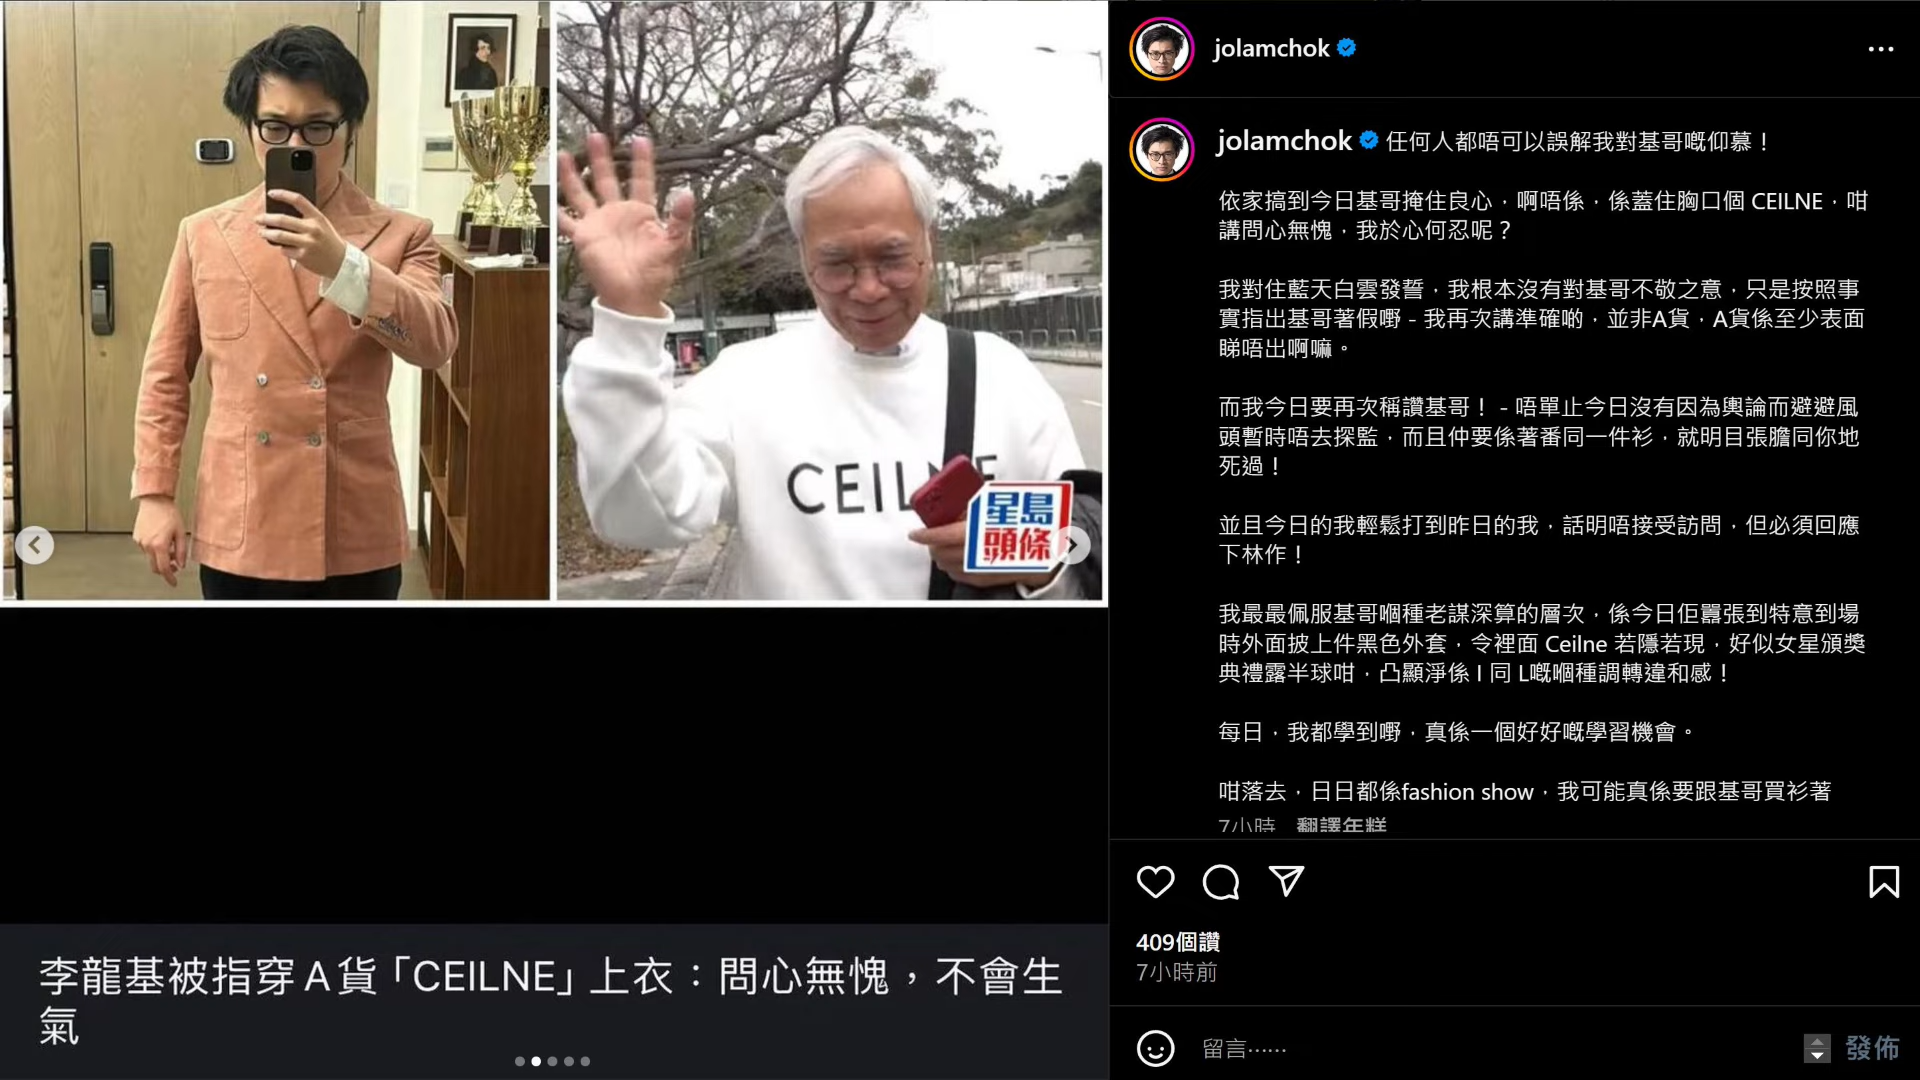 CEILNE
星島
頭條
李龍基被指穿A貨「CEILNE」上衣：問心無愧，不會生
氣
jolamchok
jolamchok 任何人都唔可以誤解我對基哥嘅仰慕！
依家搞到今日基哥掩住良心，啊唔係，係蓋住胸口個 CEILNE，咁
講問心無愧，我於心何忍呢？
我對住藍天白雲發誓，我根本沒有對基哥不敬之意，只是按照事
實指出基哥著假嘢 - 我再次講準確啲，並非A貨，A貨係至少表面
睇唔出啊嘛。
而我今日要再次稱讚基哥！ - 唔單止今日沒有因為輿論而避避風
頭暫時唔去探監，而且仲要係著番同一件衫，就明目張膽同你地
死過！
並且今日的我輕鬆打到昨日的我，話明唔接受訪問，但必須回應
下林作！
我最最佩服基哥嗰種老謀深算的層次，係今日佢囂張到特意到場
時外面披上件黑色外套，令裡面 Ceilne 若隱若現，好似女星頒獎
典禮露半球咁，凸顯淨係 I 同 L嘅嗰種調轉違和感！
每日，我都學到嘢，真係一個好好嘅學習機會。
咁落去，日日都係fashion show，我可能真係要跟基哥買衫著
7小時 翻譯年糕
409個讚
7小時前
留言……
發佈